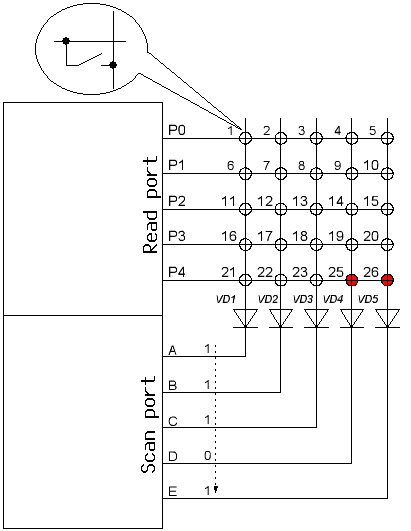 P0 1 2 3 4 5
P1 6 7 8 9 10
P2 11 12 13 14 15
P3 16 17 18 19 20
P4 21 22 23 25 26
Read port
VD1 VD2 VD3 VD4 VD5
A 1
B 1
C 1
D 0
E 1
Scan port